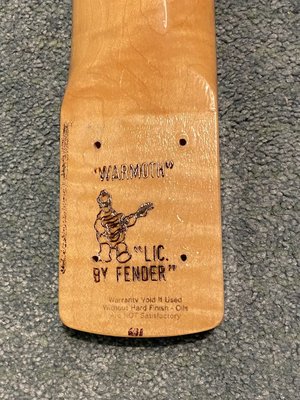 "WARMOTH"
"LIC.
BY FENDER"
Warranty Void If Used
Without Hard Finish - Oils
Are NOT Satisfactory